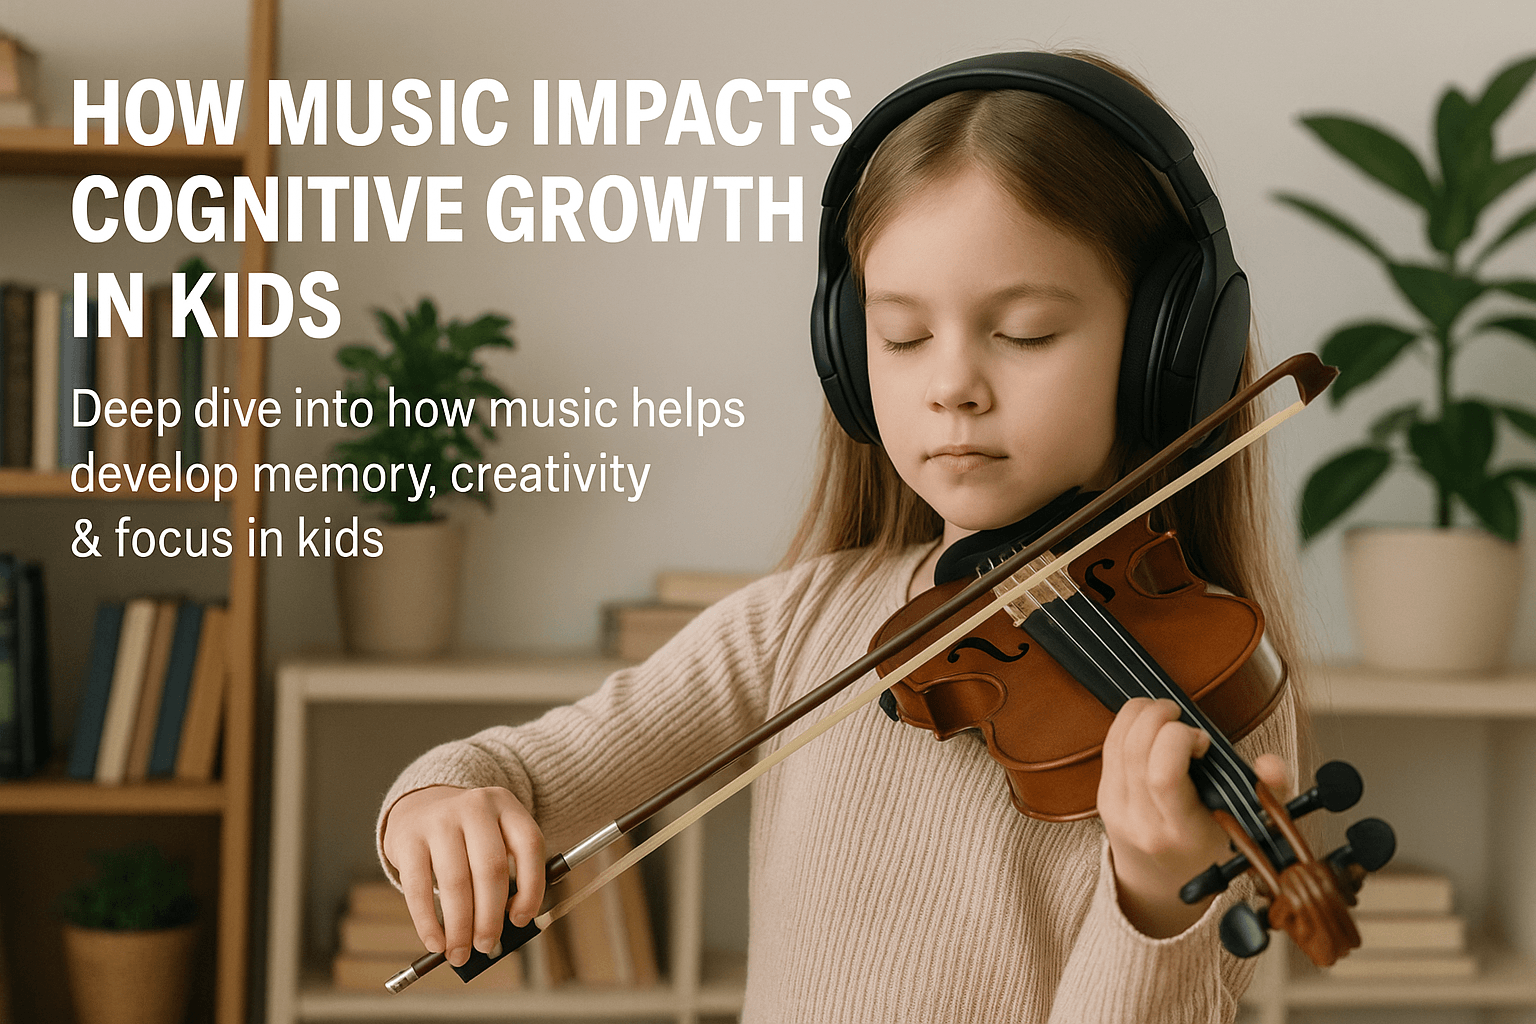 HOW MUSIC IMPACTS
COGNITIVE GROWTH
IN KIDS
Deep dive into how music helps
develop memory, creativity
& focus in kids